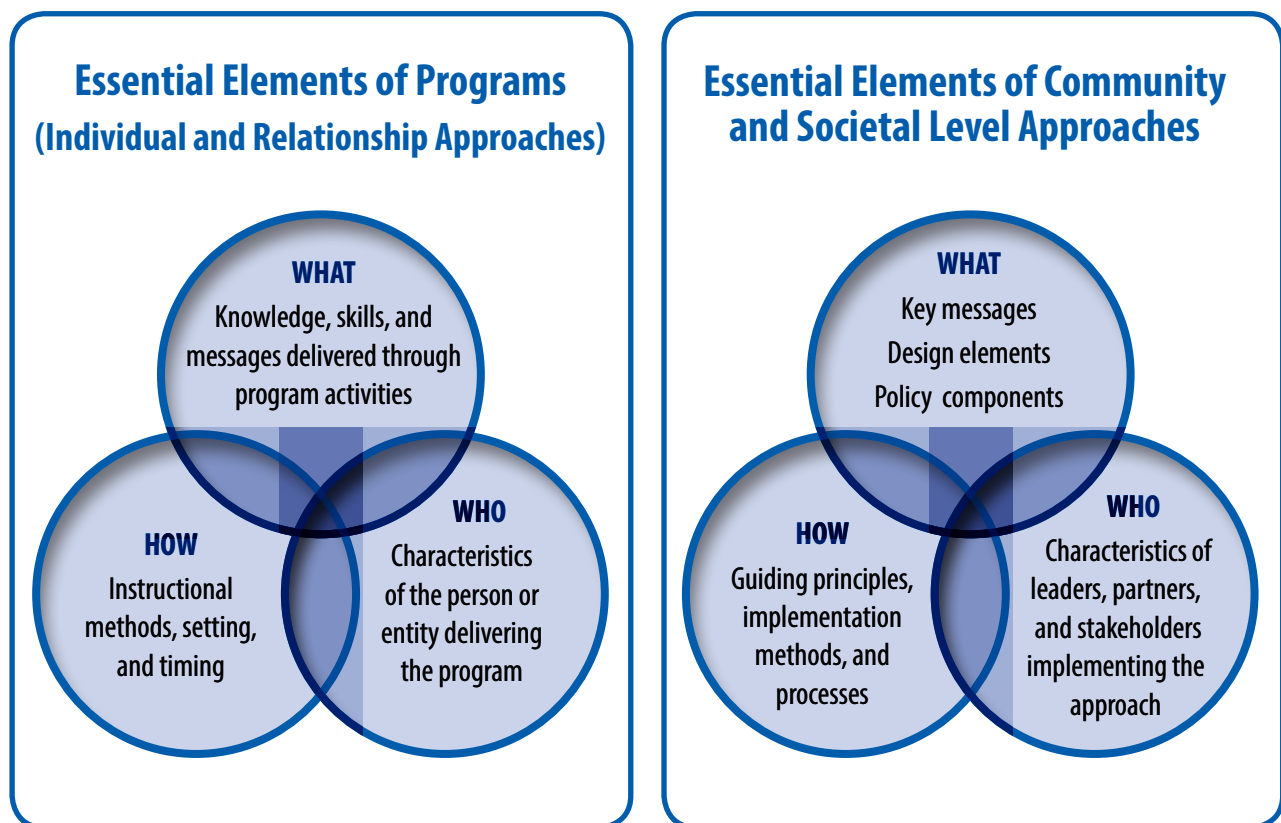 Essential Elements of Programs
(Individual and Relationship Approaches)
WHAT
Knowledge, skills, and
messages delivered through
program activities
HOW
Instructional
methods, setting,
and timing
WHO
Characteristics
of the person or
entity delivering
the program
Essential Elements of Community
and Societal Level Approaches
WHAT
Key messages
Design elements
Policy components
HOW
Guiding principles,
implementation
methods, and
processes
WHO
Characteristics of
leaders, partners,
and stakeholders
implementing the
approach